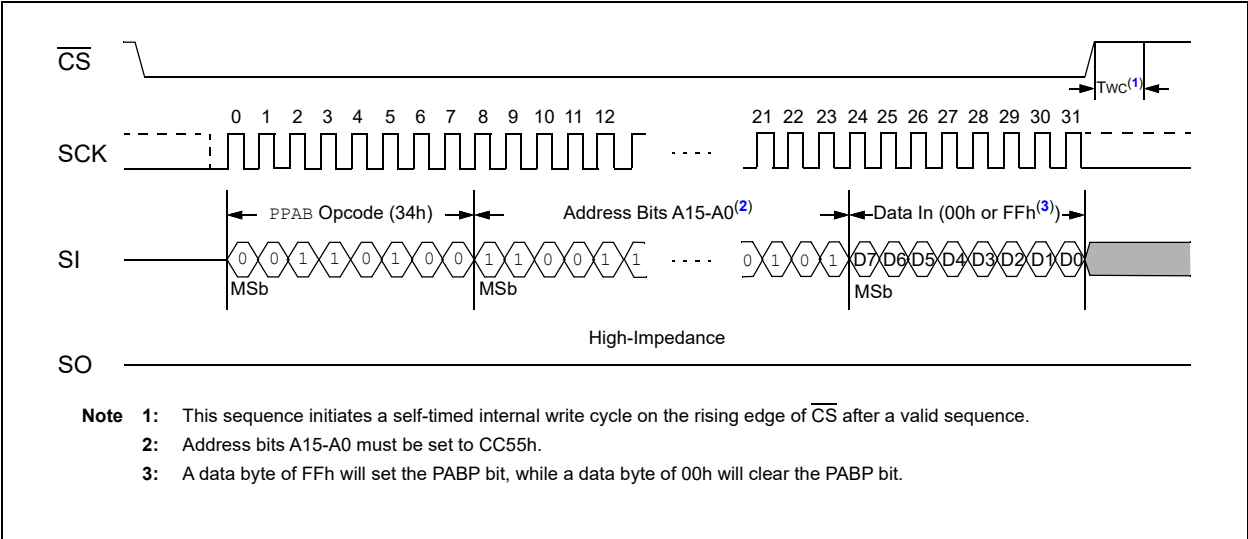 CS
TWC(1)
0 1 2 3 4 5 6 7 8 9 10 11 12 21 22 23 24 25 26 27 28 29 30 31
SCK
PPAB Opcode (34h) Address Bits A15-A0(2) Data In (00h or FFh(3))
SI 0 0 1 1 0 1 0 0 1 1 0 0 1 1 0 1 0 1 D7 D6 D5 D4 D3 D2 D1 D0
MSb MSb MSb
High-Impedance
SO
Note 1: This sequence initiates a self-timed internal write cycle on the rising edge of CS after a valid sequence.
2: Address bits A15-A0 must be set to CC55h.
3: A data byte of FFh will set the PABP bit, while a data byte of 00h will clear the PABP bit.